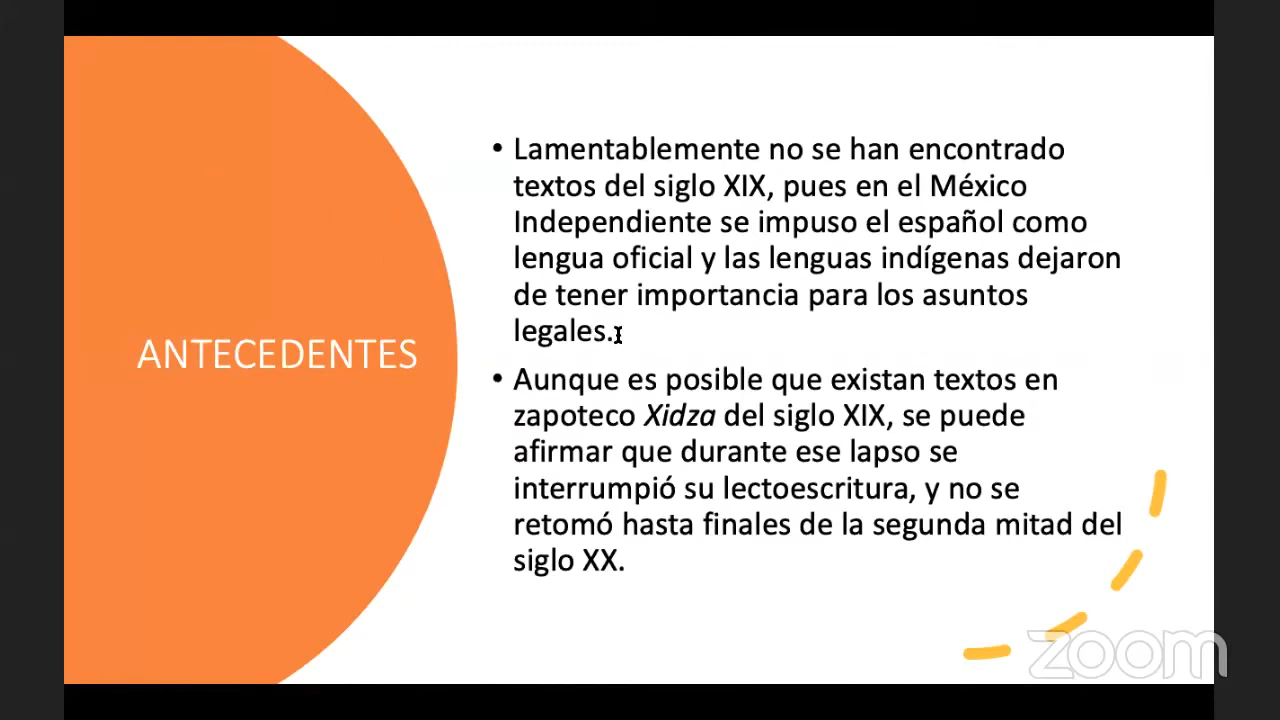 ANTECEDENTES
• Lamentablemente no se han encontrado
textos del siglo XIX, pues en el México
Independiente se impuso el español como
lengua oficial y las lenguas indígenas dejaron
de tener importancia para los asuntos
legales.
• Aunque es posible que existan textos en
zapoteco Xidza del siglo XIX, se puede
afirmar que durante ese lapso se
interrumpió su lectoescritura, y no se
retomó hasta finales de la segunda mitad del
siglo XX.
zoom